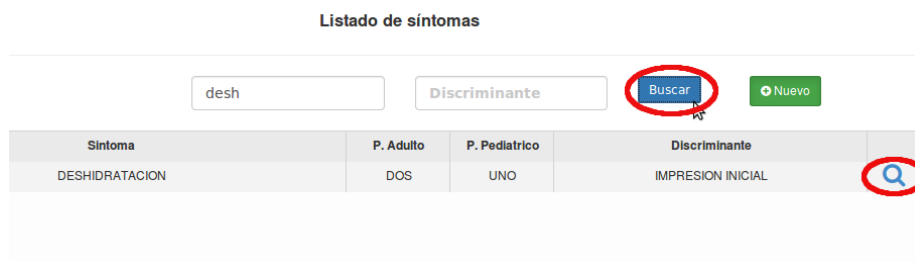 Listado de síntomas
desh Discriminante Buscar Nuevo
Sintoma P. Adulto P. Pediatrico Discriminante
DESHIDRATACION DOS UNO IMPRESION INICIAL